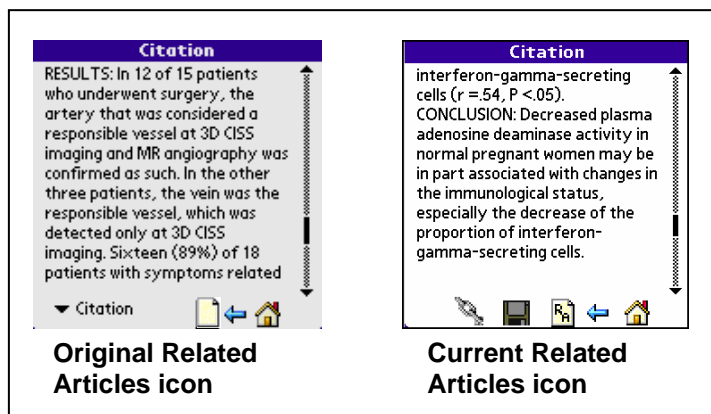 Citation
RESULTS: In 12 of 15 patients
who underwent surgery, the
artery that was considered a
responsible vessel at 3D CISS
imaging and MR angiography was
confirmed as such. In the other
three patients, the vein was the
responsible vessel, which was
detected only at 3D CISS
imaging. Sixteen (89%) of 18
patients with symptoms related
Citation
Original Related
Articles icon
Citation
interferon-gamma-secreting
cells (r =.54, P <.05).
CONCLUSION: Decreased plasma
adenosine deaminase activity in
normal pregnant women may be
in part associated with changes in
the immunological status,
especially the decrease of the
proportion of interferon-
gamma-secreting cells.
RA
Current Related
Articles icon